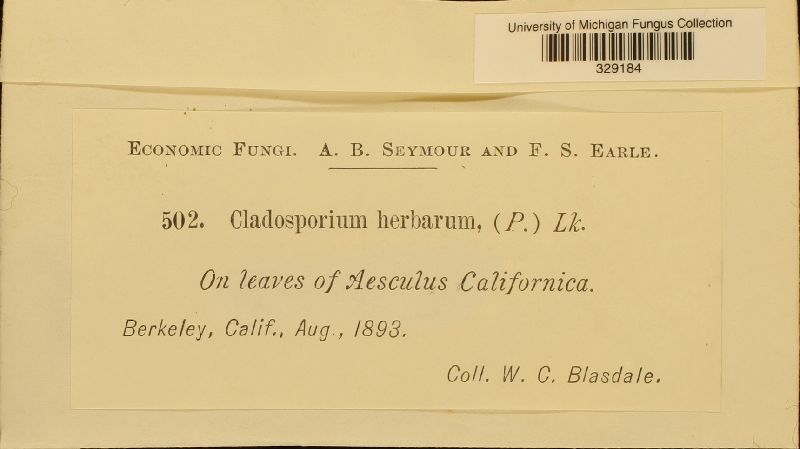 University of Michigan Fungus Collection
329184
Economic Fungi. A. B. Seymour and F. S. Earle.
502. Cladosporium herbarum, (P.) Lk.
On leaves of Aesculus Californica.
Berkeley, Calif., Aug., 1893.
Coll. W. C. Blasdale.